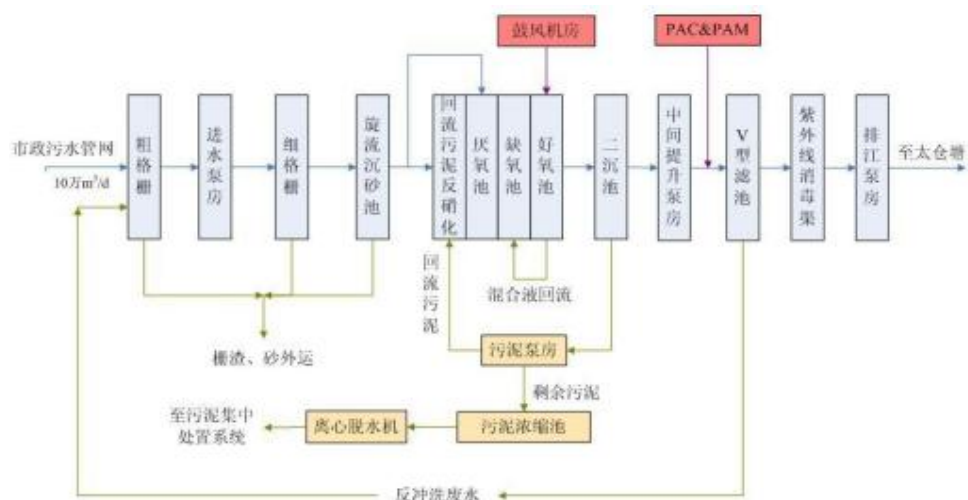 鼓风机房
PAC&PAM
市政污水管网
10万m³/d
粗格栅
进水泵房
细格栅
旋流沉砂池
回流污泥反硝化
厌氧池
缺氧池
好氧池
二沉池
中间提升泵房
V型滤池
紫外线消毒渠
排江泵房
至太仓塘
回流污泥
混合液回流
栅渣、砂外运
污泥泵房
剩余污泥
至污泥集中
处置系统
离心脱水机
污泥浓缩池
反冲洗废水